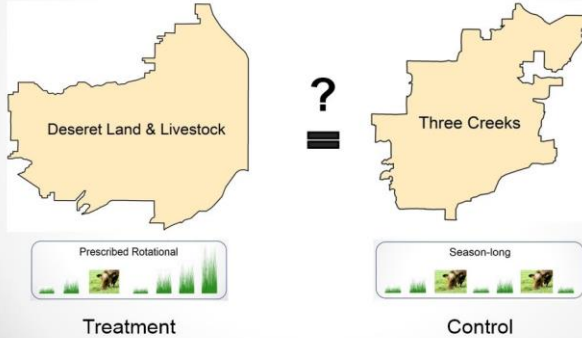 Deseret Land & Livestock
?
=
Three Creeks
Prescribed Rotational
Season-long
Treatment
Control